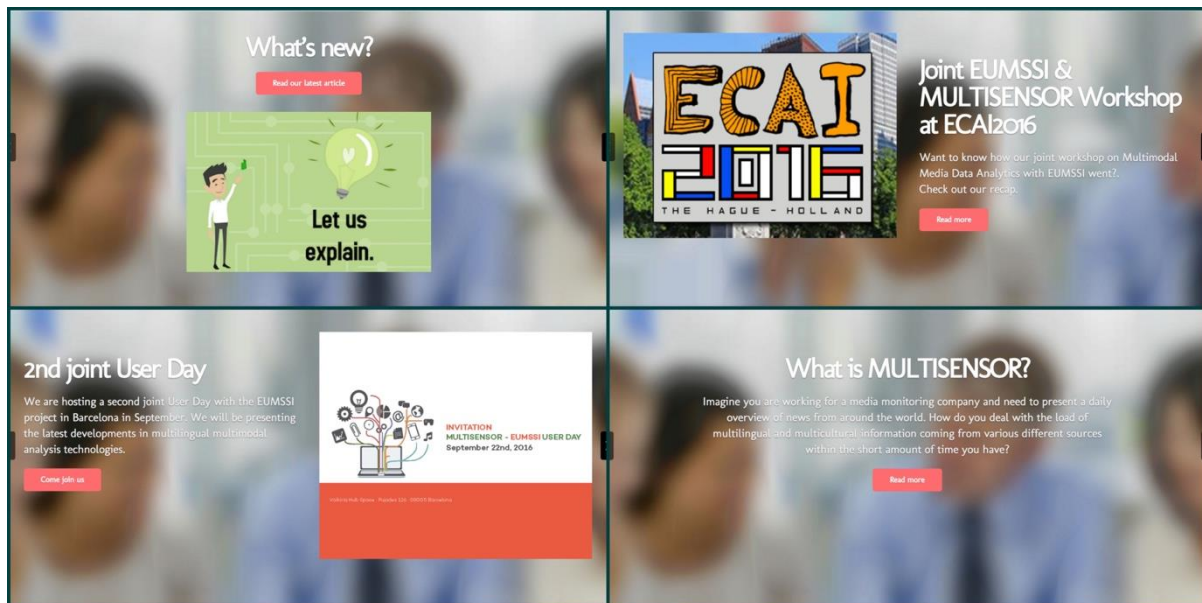 What's new?
Read our latest article
Let us
explain.
ECAI
2016
THE HAGUE - HOLLAND
Joint EUMSSI &
MULTISENSOR Workshop
at ECAI2016
Want to know how our joint workshop on Multimodal
Media Data Analytics with EUMSSI went?.
Check out our recap.
Read more
2nd joint User Day
We are hosting a second joint User Day with the EUMSSI
project in Barcelona in September. We will be presenting
the latest developments in multilingual multimodal
analysis technologies.
Come join us
INVITATION
MULTISENSOR - EUMSSI USER DAY
September 22nd, 2016
Barcelona
What is MULTISENSOR?
Imagine you are working for a media monitoring company and need to present a daily
overview of news from around the world. How do you deal with the load of
multilingual and multicultural information coming from various different sources
within the short amount of time you have?
Read more